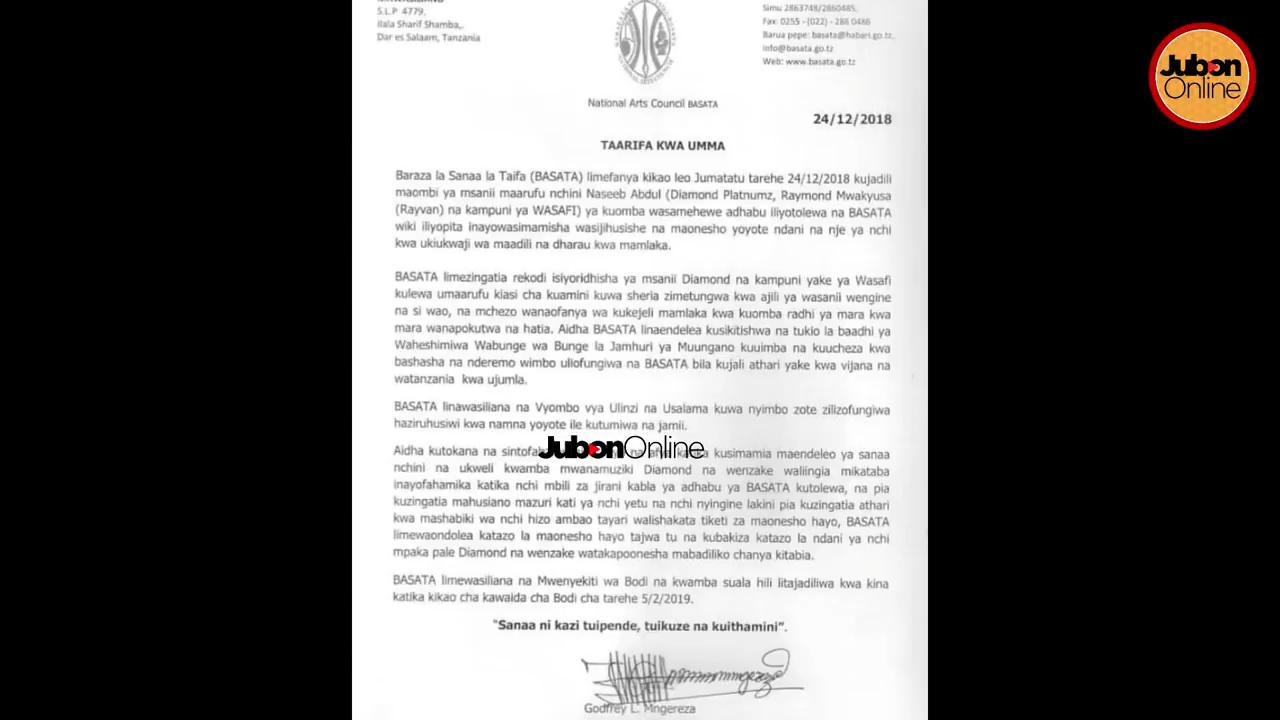 S.L.P 4779,
Ilala Sharif Shamba,.
Dar es Salaam, Tanzania
Simu 2863748/2860485.
Fax: 0255 - (022) - 286 0486
Barua pepe: basata@habari.go.tz,
info@basata.go.tz
Web: www.basata.go.tz
Jubon
Online
National Arts Council BASATA
24/12/2018
TAARIFA KWA UMMA
Baraza la Sanaa la Taifa (BASATA) limefanya kikao leo Jumatatu tarehe 24/12/2018 kujadili
maombi ya msanii maarufu nchini Naseeb Abdul (Diamond Platnumz, Raymond Mwakyusa
(Rayvan) na kampuni ya WASAFI) ya kuomba wasamehewe adhabu iliyotolewa na BASATA
wiki iliyopita inayowasimamisha wasijihusishe na maonesho yoyote ndani na nje ya nchi
kwa ukiukwaji wa maadili na dharau kwa mamlaka.
BASATA limezingatia rekodi isiyoridhisha ya msanii Diamond na kampuni yake ya Wasafi
kulewa umaarufu kiasi cha kuamini kuwa sheria zimetungwa kwa ajili ya wasanii wengine
na si wao, na mchezo wanaofanya wa kukejeli mamlaka kwa kuomba radhi ya mara kwa
mara wanapokutwa na hatia. Aidha BASATA linaendelea kusikitishwa na tukio la baadhi ya
Waheshimiwa Wabunge wa Bunge la Jamhuri ya Muungano kuuimba na kuucheza kwa
bashasha na nderemo wimbo uliofungiwa na BASATA bila kujali athari yake kwa vijana na
watanzania kwa ujumla.
BASATA linawasiliana na Vyombo vya Ulinzi na Usalama kuwa nyimbo zote zilizofungiwa
haziruhusiwi kwa namna yoyote ile kutumiwa na jamii.
JubonOnline
Aidha kutokana na kusimamia maendeleo ya sanaa
nchini na ukweli kwamba mwanamuziki Diamond na wenzake waliingia mikataba
inayofahamika katika nchi mbili za jirani kabla ya adhabu ya BASATA kutolewa, na pia
kuzingatia mahusiano mazuri kati ya nchi yetu na nchi nyingine lakini pia kuzingatia athari
kwa mashabiki wa nchi hizo ambao tayari walishakata tiketi za maonesho hayo, BASATA
limewaondolea katazo la maonesho hayo tajwa tu na kubakiza katazo la ndani ya nchi
mpaka pale Diamond na wenzake watakapoonesha mabadiliko chanya kitabia.
BASATA limewasiliana na Mwenyekiti wa Bodi na kwamba suala hili litajadiliwa kwa kina
katika kikao cha kawaida cha Bodi cha tarehe 5/2/2019.
"Sanaa ni kazi tuipende, tuikuze na kuithamini".
Godfrey L. Mngereza